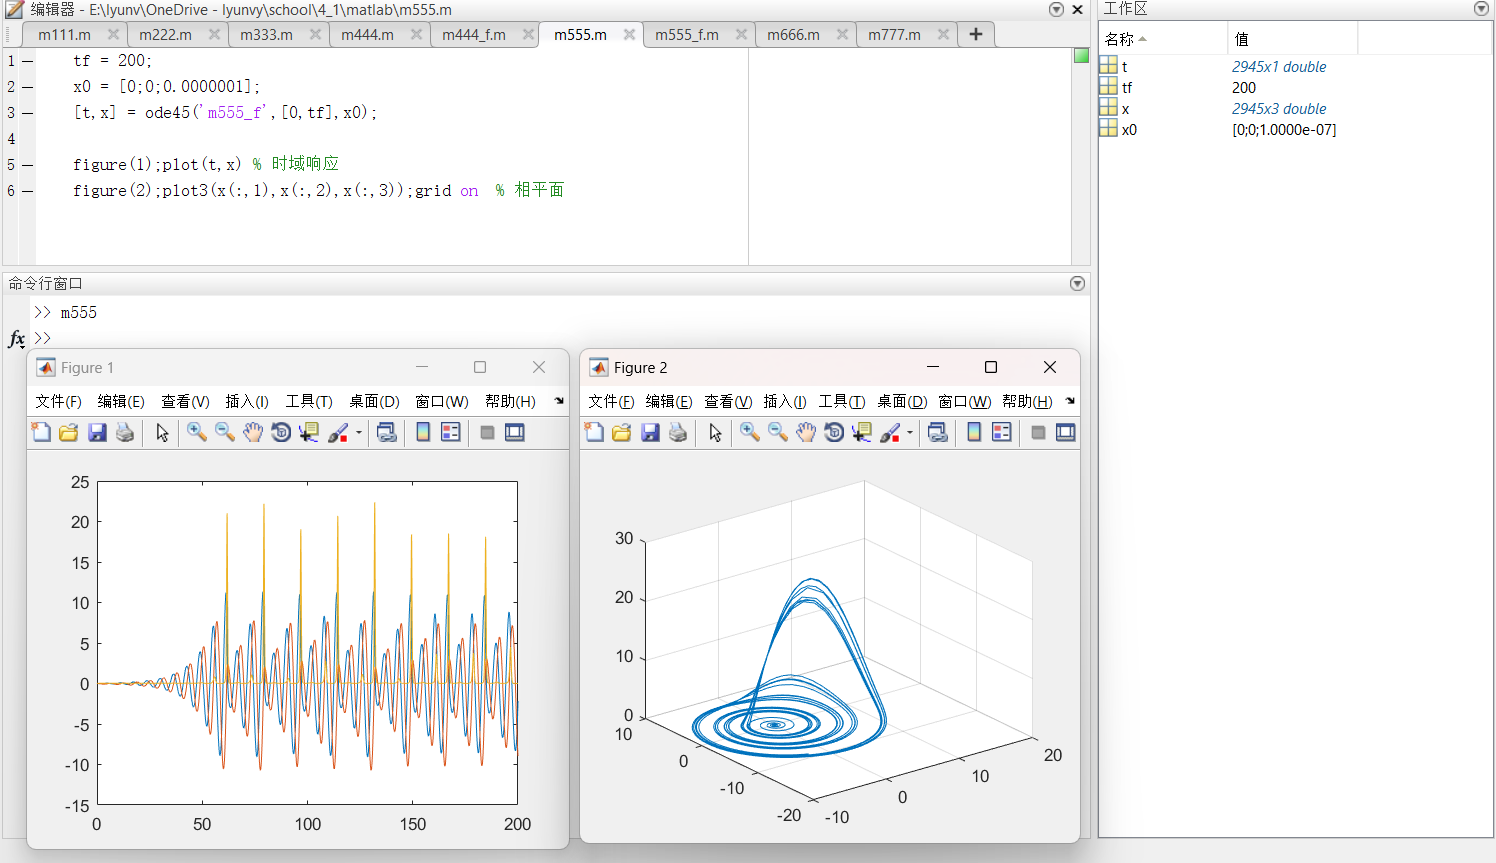 编辑器 - E:\lyunv\OneDrive - lyunvy\school\4_1\matlab\m555.m
m111.m m222.m m333.m m444.m m444_f.m m555.m m555_f.m m666.m m777.m
1 tf = 200;
2 x0 = [0;0;0.0000001];
3 [t,x] = ode45('m555_f',[0,tf],x0);
4
5 figure(1);plot(t,x) % 时域响应
6 figure(2);plot3(x(:,1),x(:,2),x(:,3));grid on % 相平面
工作区
名称 值
t 2945x1 double
tf 200
x 2945x3 double
x0 [0;0;1.0000e-07]
命令行窗口
>> m555
fx >>
Figure 1
文件(F) 编辑(E) 查看(V) 插入(I) 工具(T) 桌面(D) 窗口(W) 帮助(H)
25
20
15
10
5
0
-5
-10
-15
0 50 100 150 200
Figure 2
文件(F) 编辑(E) 查看(V) 插入(I) 工具(T) 桌面(D) 窗口(W) 帮助(H)
30
20
10
0
10
0
-10
-20
-10
0
10
20